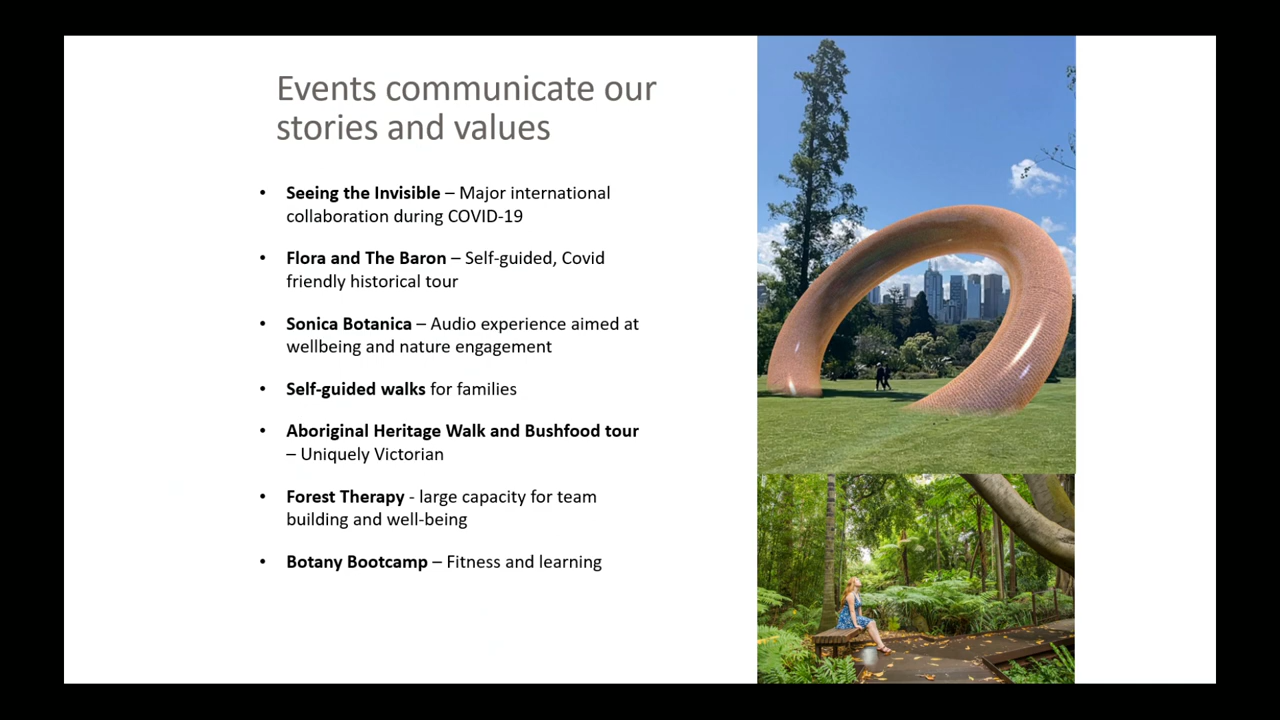 Events communicate our
stories and values
• Seeing the Invisible – Major international
collaboration during COVID-19
• Flora and The Baron – Self-guided, Covid
friendly historical tour
• Sonica Botanica – Audio experience aimed at
wellbeing and nature engagement
• Self-guided walks for families
• Aboriginal Heritage Walk and Bushfood tour
– Uniquely Victorian
• Forest Therapy - large capacity for team
building and well-being
• Botany Bootcamp – Fitness and learning